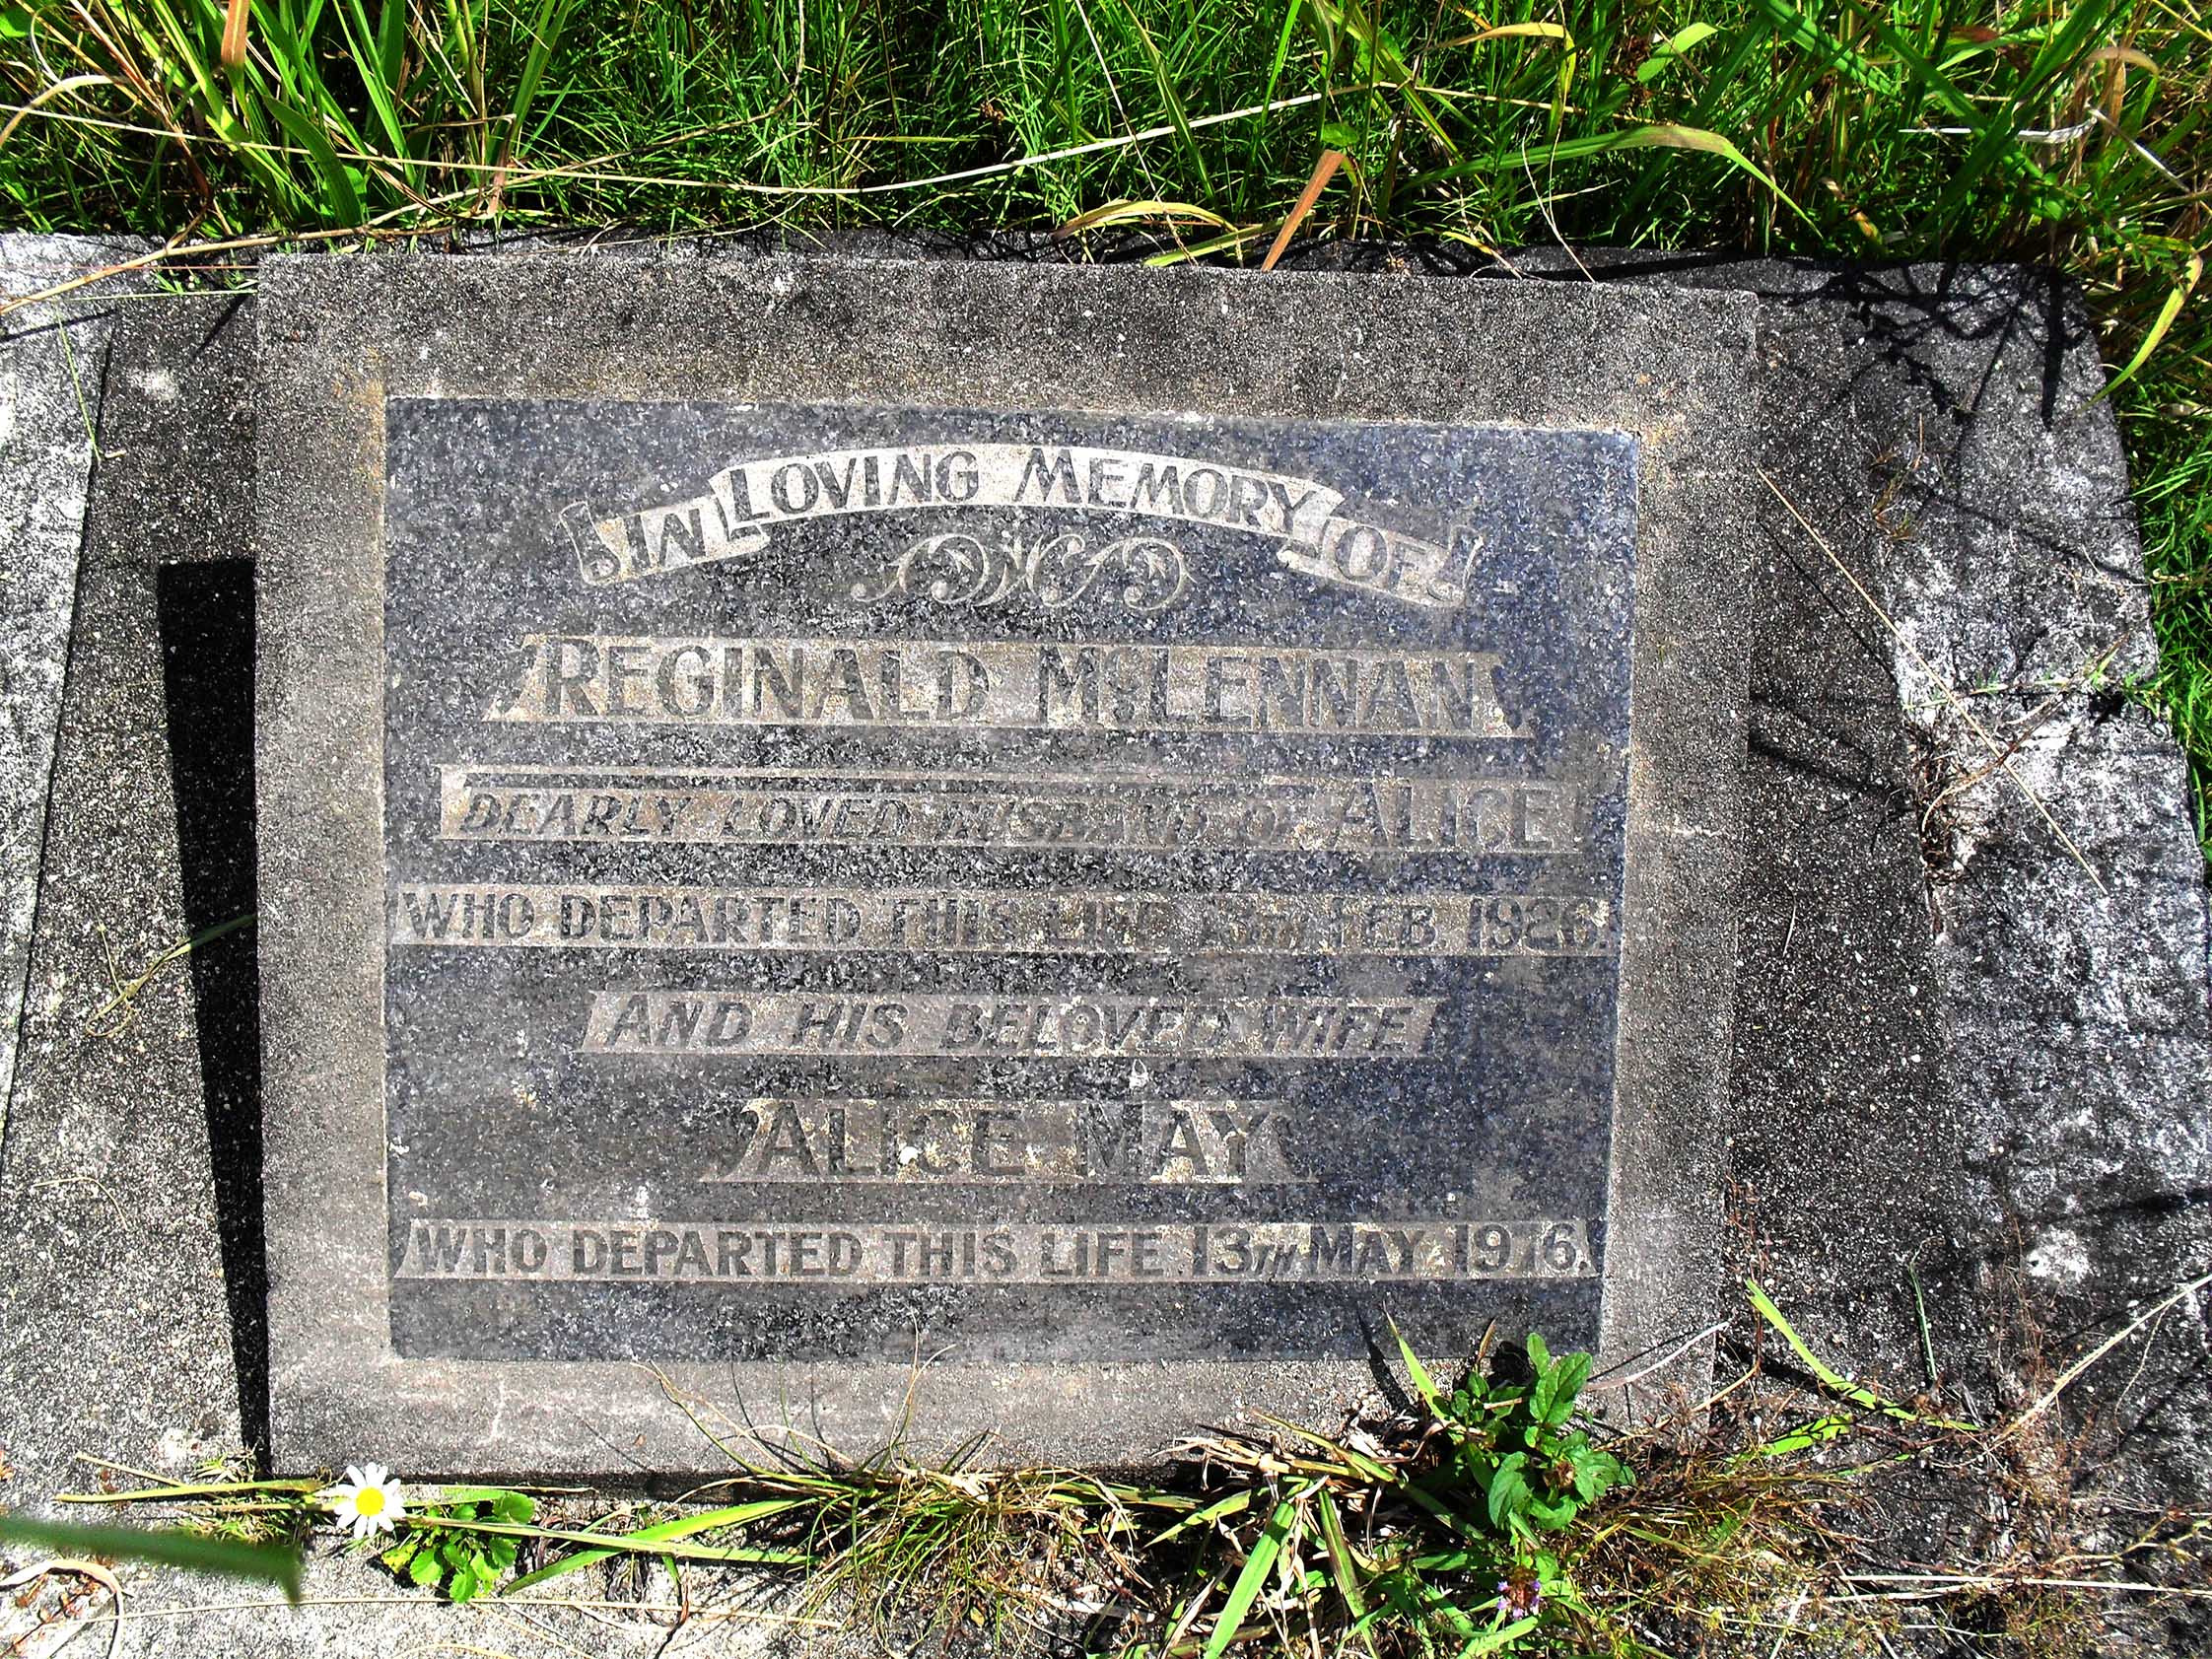 IN LOVING MEMORY OF
REGINALD McLENNAN
DEARLY LOVED HUSBAND OF ALICE
WHO DEPARTED THIS LIFE FEB. 1926.
AND HIS BELOVED WIFE
ALICE MAY
WHO DEPARTED THIS LIFE 13TH MAY 1976.